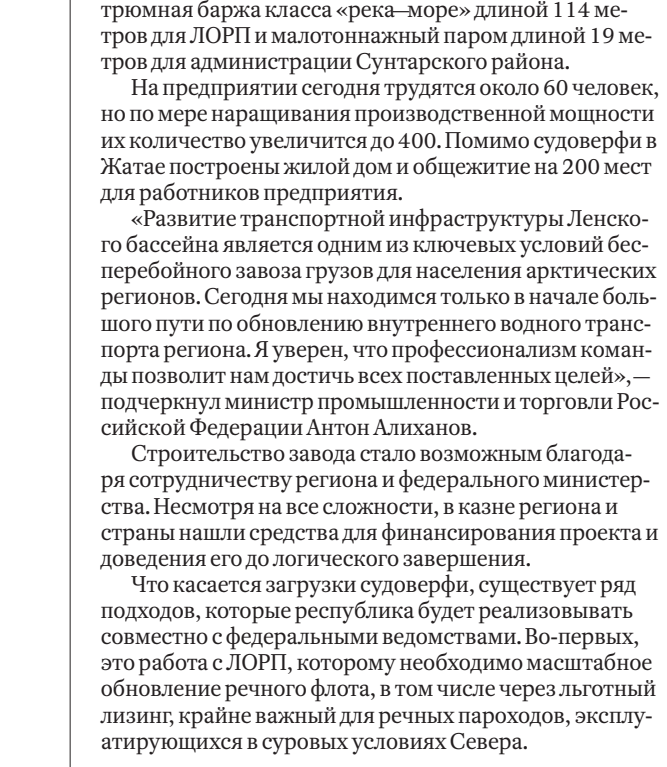 трюмная баржа класса «река—море» длиной 114 ме-
тров для ЛОРП и малотоннажный паром длиной 19 ме-
тров для администрации Сунтарского района.
На предприятии сегодня трудятся около 60 человек,
но по мере наращивания производственной мощности
их количество увеличится до 400. Помимо судоверфи в
Жатае построены жилой дом и общежитие на 200 мест
для работников предприятия.
«Развитие транспортной инфраструктуры Ленско-
го бассейна является одним из ключевых условий бес-
перебойного завоза грузов для населения арктических
регионов. Сегодня мы находимся только в начале боль-
шого пути по обновлению внутреннего водного транс-
порта региона. Я уверен, что профессионализм коман-
ды позволит нам достичь всех поставленных целей», —
подчеркнул министр промышленности и торговли Рос-
сийской Федерации Антон Алиханов.
Строительство завода стало возможным благода-
ря сотрудничеству региона и федерального министер-
ства. Несмотря на все сложности, в казне региона и
страны нашли средства для финансирования проекта и
доведения его до логического завершения.
Что касается загрузки судоверфи, существует ряд
подходов, которые республика будет реализовывать
совместно с федеральными ведомствами. Во-первых,
это работа с ЛОРП, которому необходимо масштабное
обновление речного флота, в том числе через льготный
лизинг, крайне важный для речных пароходов, эксплу-
атирующихся в суровых условиях Севера.